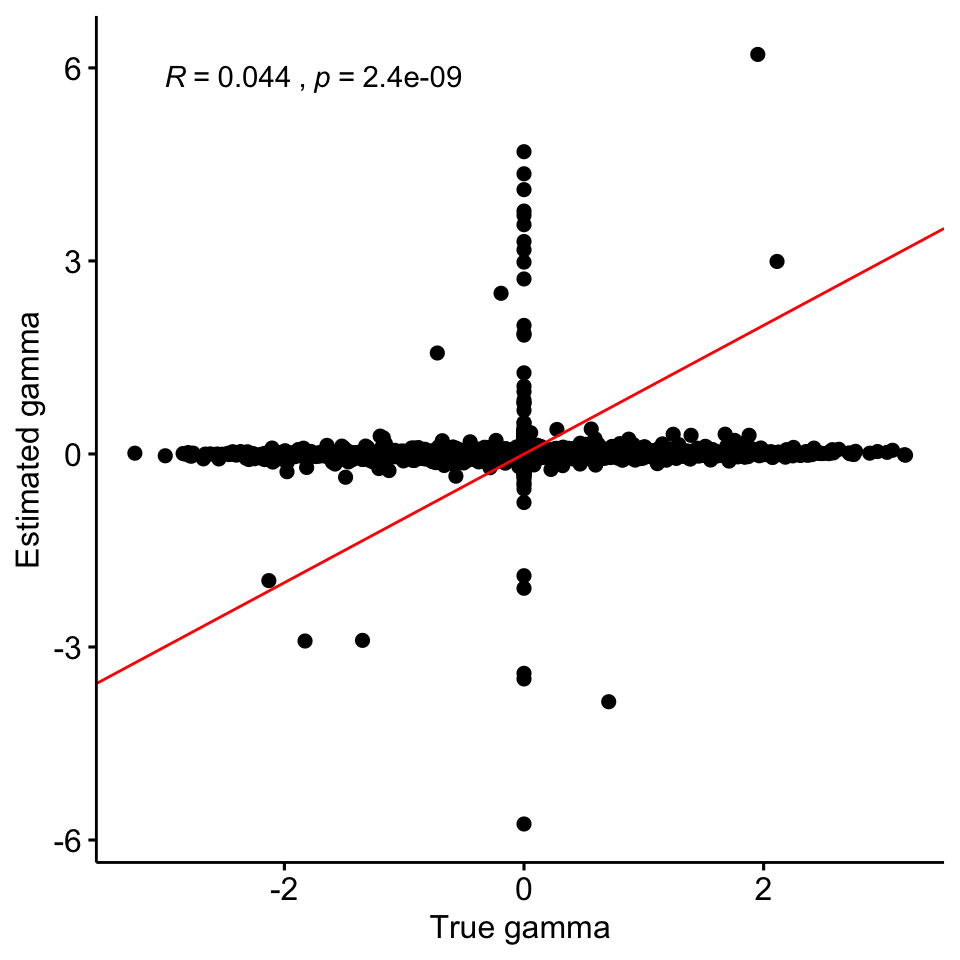 R = 0.044 , p = 2.4e-09
6
3
0
-3
-6
Estimated gamma
-2
0
2
True gamma